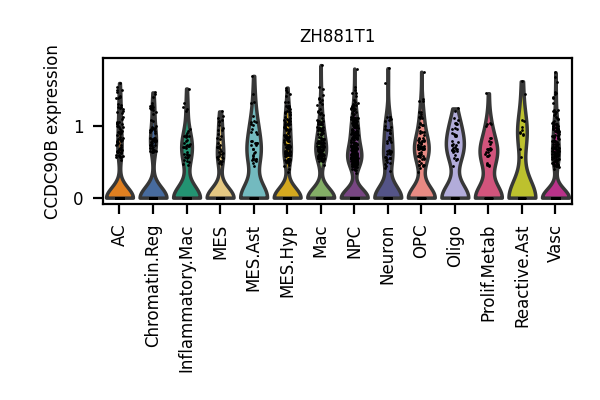 ZH881T1
CCDC90B expression
1
0
AC
Chromatin.Reg
Inflammatory.Mac
MES
MES.Ast
MES.Hyp
Mac
NPC
Neuron
OPC
Oligo
Prolif.Metab
Reactive.Ast
Vasc